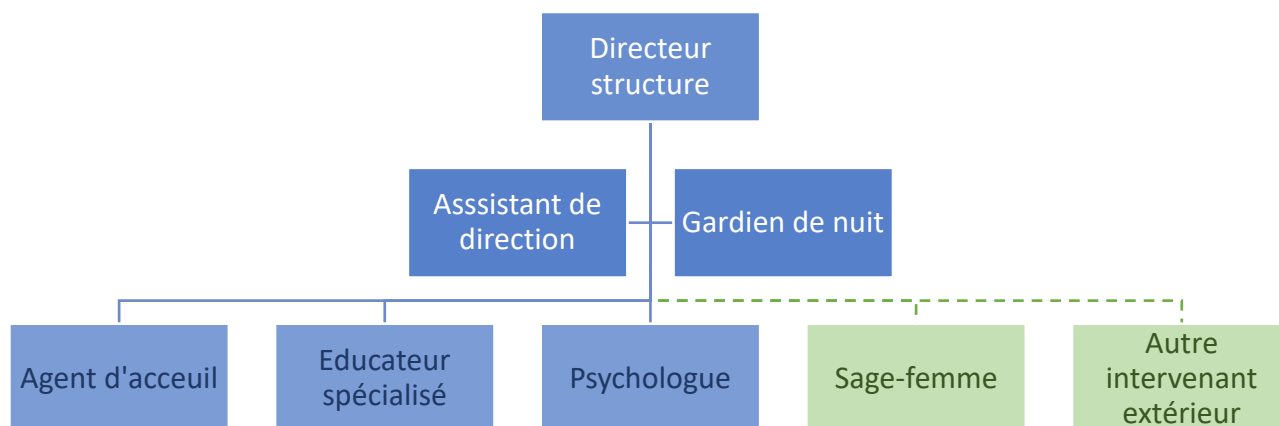 Directeur
structure
Asssistant de
direction
Gardien de nuit
Agent d'acceuil
Educateur
spécialisé
Psychologue
Sage-femme
Autre
intervenant
extérieur